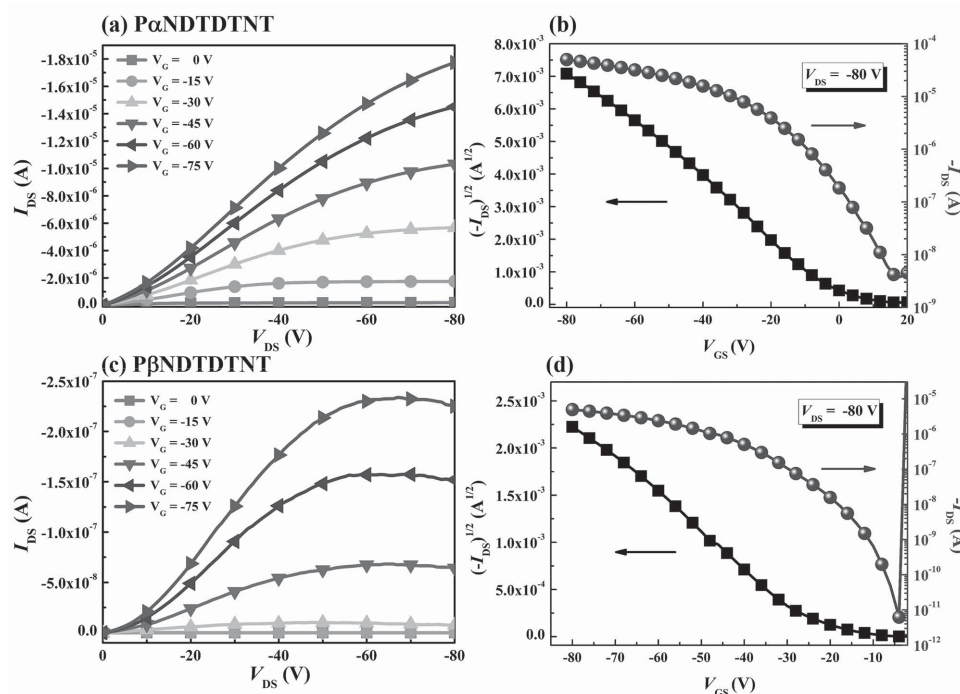 (a) PαNDTDTNT
-1.8x10⁻⁵
-1.6x10⁻⁵
-1.4x10⁻⁵
-1.2x10⁻⁵
-1.0x10⁻⁵
-8.0x10⁻⁶
-6.0x10⁻⁶
-4.0x10⁻⁶
-2.0x10⁻⁶
0.0
I_DS (A)
V_G = 0 V
V_G = -15 V
V_G = -30 V
V_G = -45 V
V_G = -60 V
V_G = -75 V
0 -20 -40 -60 -80
V_DS (V)
(b)
8.0x10⁻³
7.0x10⁻³
6.0x10⁻³
5.0x10⁻³
4.0x10⁻³
3.0x10⁻³
2.0x10⁻³
1.0x10⁻³
0.0
(-I_DS)^1/2 (A^1/2)
V_DS = -80 V
10⁻⁴
10⁻⁵
10⁻⁶
10⁻⁷
10⁻⁸
10⁻⁹
-I_DS (A)
-80 -60 -40 -20 0 20
V_GS (V)
(c) PβNDTDTNT
-2.5x10⁻⁷
-2.0x10⁻⁷
-1.5x10⁻⁷
-1.0x10⁻⁷
-5.0x10⁻⁸
0.0
I_DS (A)
V_G = 0 V
V_G = -15 V
V_G = -30 V
V_G = -45 V
V_G = -60 V
V_G = -75 V
0 -20 -40 -60 -80
V_DS (V)
(d)
2.5x10⁻³
2.0x10⁻³
1.5x10⁻³
1.0x10⁻³
5.0x10⁻⁴
0.0
(-I_DS)^1/2 (A^1/2)
V_DS = -80 V
10⁻⁵
10⁻⁶
10⁻⁷
10⁻⁸
10⁻⁹
10⁻¹⁰
10⁻¹¹
10⁻¹²
-I_DS (A)
-80 -70 -60 -50 -40 -30 -20 -10
V_GS (V)